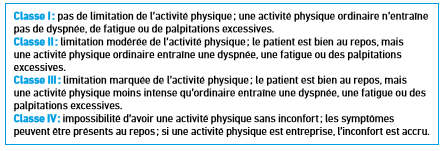 Classe I : pas de limitation de l'activité physique ; une activité physique ordinaire n'entraîne
pas de dyspnée, de fatigue ou de palpitations excessives.
Classe II : limitation modérée de l'activité physique ; le patient est bien au repos, mais
une activité physique ordinaire entraîne une dyspnée, une fatigue ou des palpitations
excessives.
Classe III : limitation marquée de l'activité physique ; le patient est bien au repos, mais
une activité physique moins intense qu'ordinaire entraîne une dyspnée, une fatigue ou des
palpitations excessives.
Classe IV : impossibilité d'avoir une activité physique sans inconfort ; les symptômes
peuvent être présents au repos ; si une activité physique est entreprise, l'inconfort est accru.